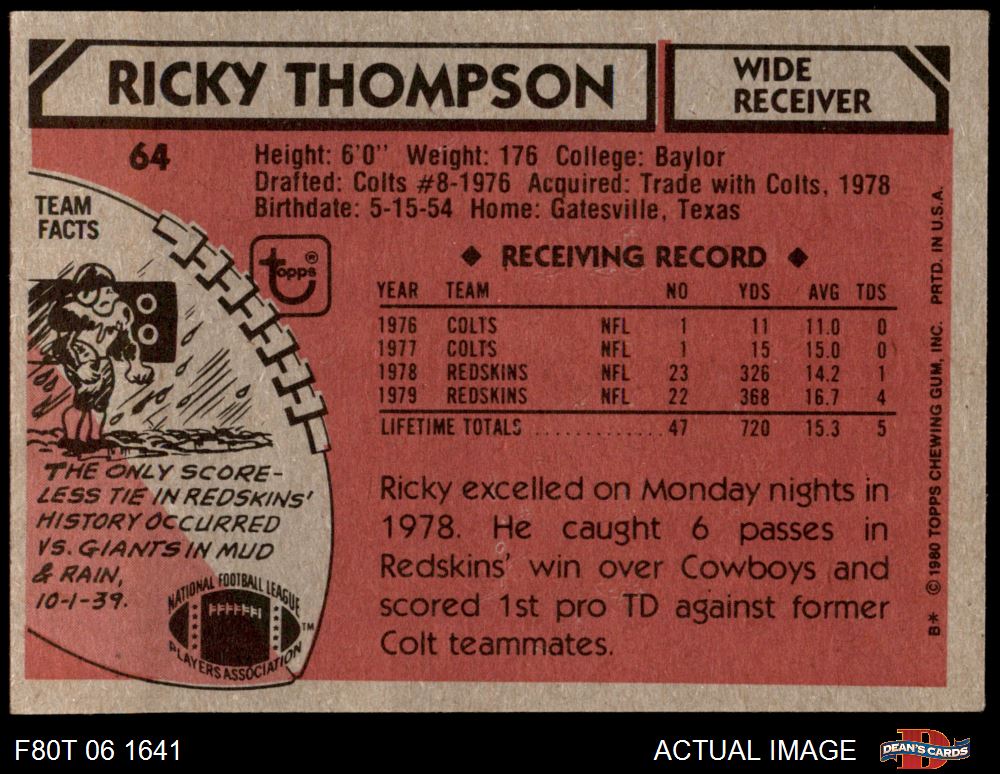 RICKY THOMPSON
WIDE
RECEIVER
64
Height: 6'0" Weight: 176 College: Baylor
Drafted: Colts #8-1976 Acquired: Trade with Colts, 1978
Birthdate: 5-15-54 Home: Gatesville, Texas
TEAM
FACTS
topps®
◆ RECEIVING RECORD ◆
YEAR TEAM NO YDS AVG TDS
1976 COLTS NFL 1 11 11.0 0
1977 COLTS NFL 1 15 15.0 0
1978 REDSKINS NFL 23 326 14.2 1
1979 REDSKINS NFL 22 368 16.7 4
LIFETIME TOTALS ............. 47 720 15.3 5
00
THE ONLY SCORE-
LESS TIE IN REDSKINS'
HISTORY OCCURRED
VS. GIANTS IN MUD
& RAIN,
10-1-39.
NATIONAL FOOTBALL LEAGUE
PLAYERS ASSOCIATION
TM
Ricky excelled on Monday nights in
1978. He caught 6 passes in
Redskins' win over Cowboys and
scored 1st pro TD against former
Colt teammates.
B* © 1980 TOPPS CHEWING GUM, INC. PRTD. IN U.S.A.
F80T 06 1641
ACTUAL IMAGE
DEAN'S CARDS